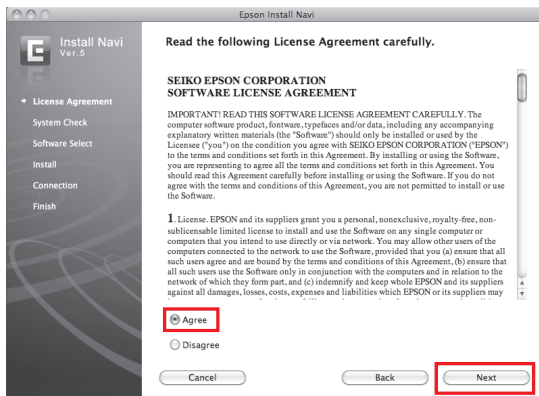 Epson Install Navi
Install Navi
Ver.5
License Agreement
System Check
Software Select
Install
Connection
Finish
Read the following License Agreement carefully.
SEIKO EPSON CORPORATION
SOFTWARE LICENSE AGREEMENT
IMPORTANT! READ THIS SOFTWARE LICENSE AGREEMENT CAREFULLY. The
computer software product, fontware, typefaces and/or data, including any accompanying
explanatory written materials (the "Software") should only be installed or used by the
Licensee ("you") on the condition you agree with SEIKO EPSON CORPORATION ("EPSON")
to the terms and conditions set forth in this Agreement. By installing or using the Software,
you are representing to agree all the terms and conditions set forth in this Agreement. You
should read this Agreement carefully before installing or using the Software. If you do not
agree with the terms and conditions of this Agreement, you are not permitted to install or use
the Software.
1. License. EPSON and its suppliers grant you a personal, nonexclusive, royalty-free, non-
sublicensable limited license to install and use the Software on any single computer or
computers that you intend to use directly or via network. You may allow other users of the
computers connected to the network to use the Software, provided that you (a) ensure that all
such users agree and are bound by the terms and conditions of this Agreement, (b) ensure that
all such users use the Software only in conjunction with the computers and in relation to the
network of which they form part, and (c) indemnify and keep whole EPSON and its suppliers
against all damages, losses, costs, expenses and liabilities which EPSON or its suppliers may
Agree
Disagree
Cancel
Back
Next